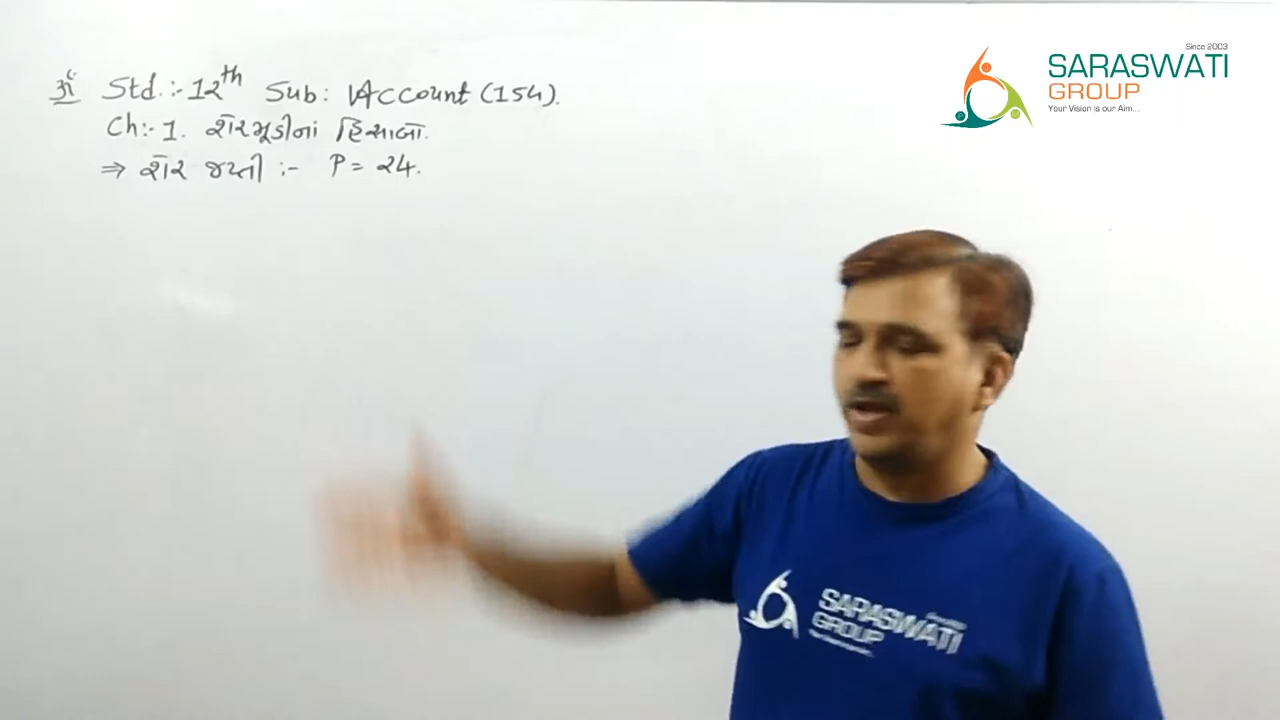 ૐ Std :- 12th Sub : Account (154).
Ch:- 1. શેરમૂડીના હિસાબો.
⇒ શેર જપ્તી :- P = 24.
Since 2003
SARASWATI
GROUP
Your Vision is our Aim...
SARASWATI
GROUP